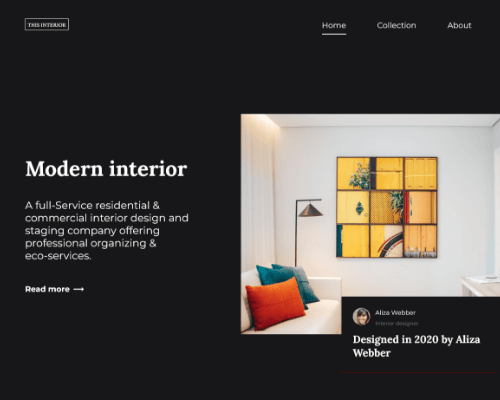 THIS INTERIOR
Home
Collection
About
Modern interior
A full-Service residential &
commercial interior design and
staging company offering
professional organizing &
eco-services.
Read more ⟶
Aliza Webber
Interior designer
Designed in 2020 by Aliza
Webber